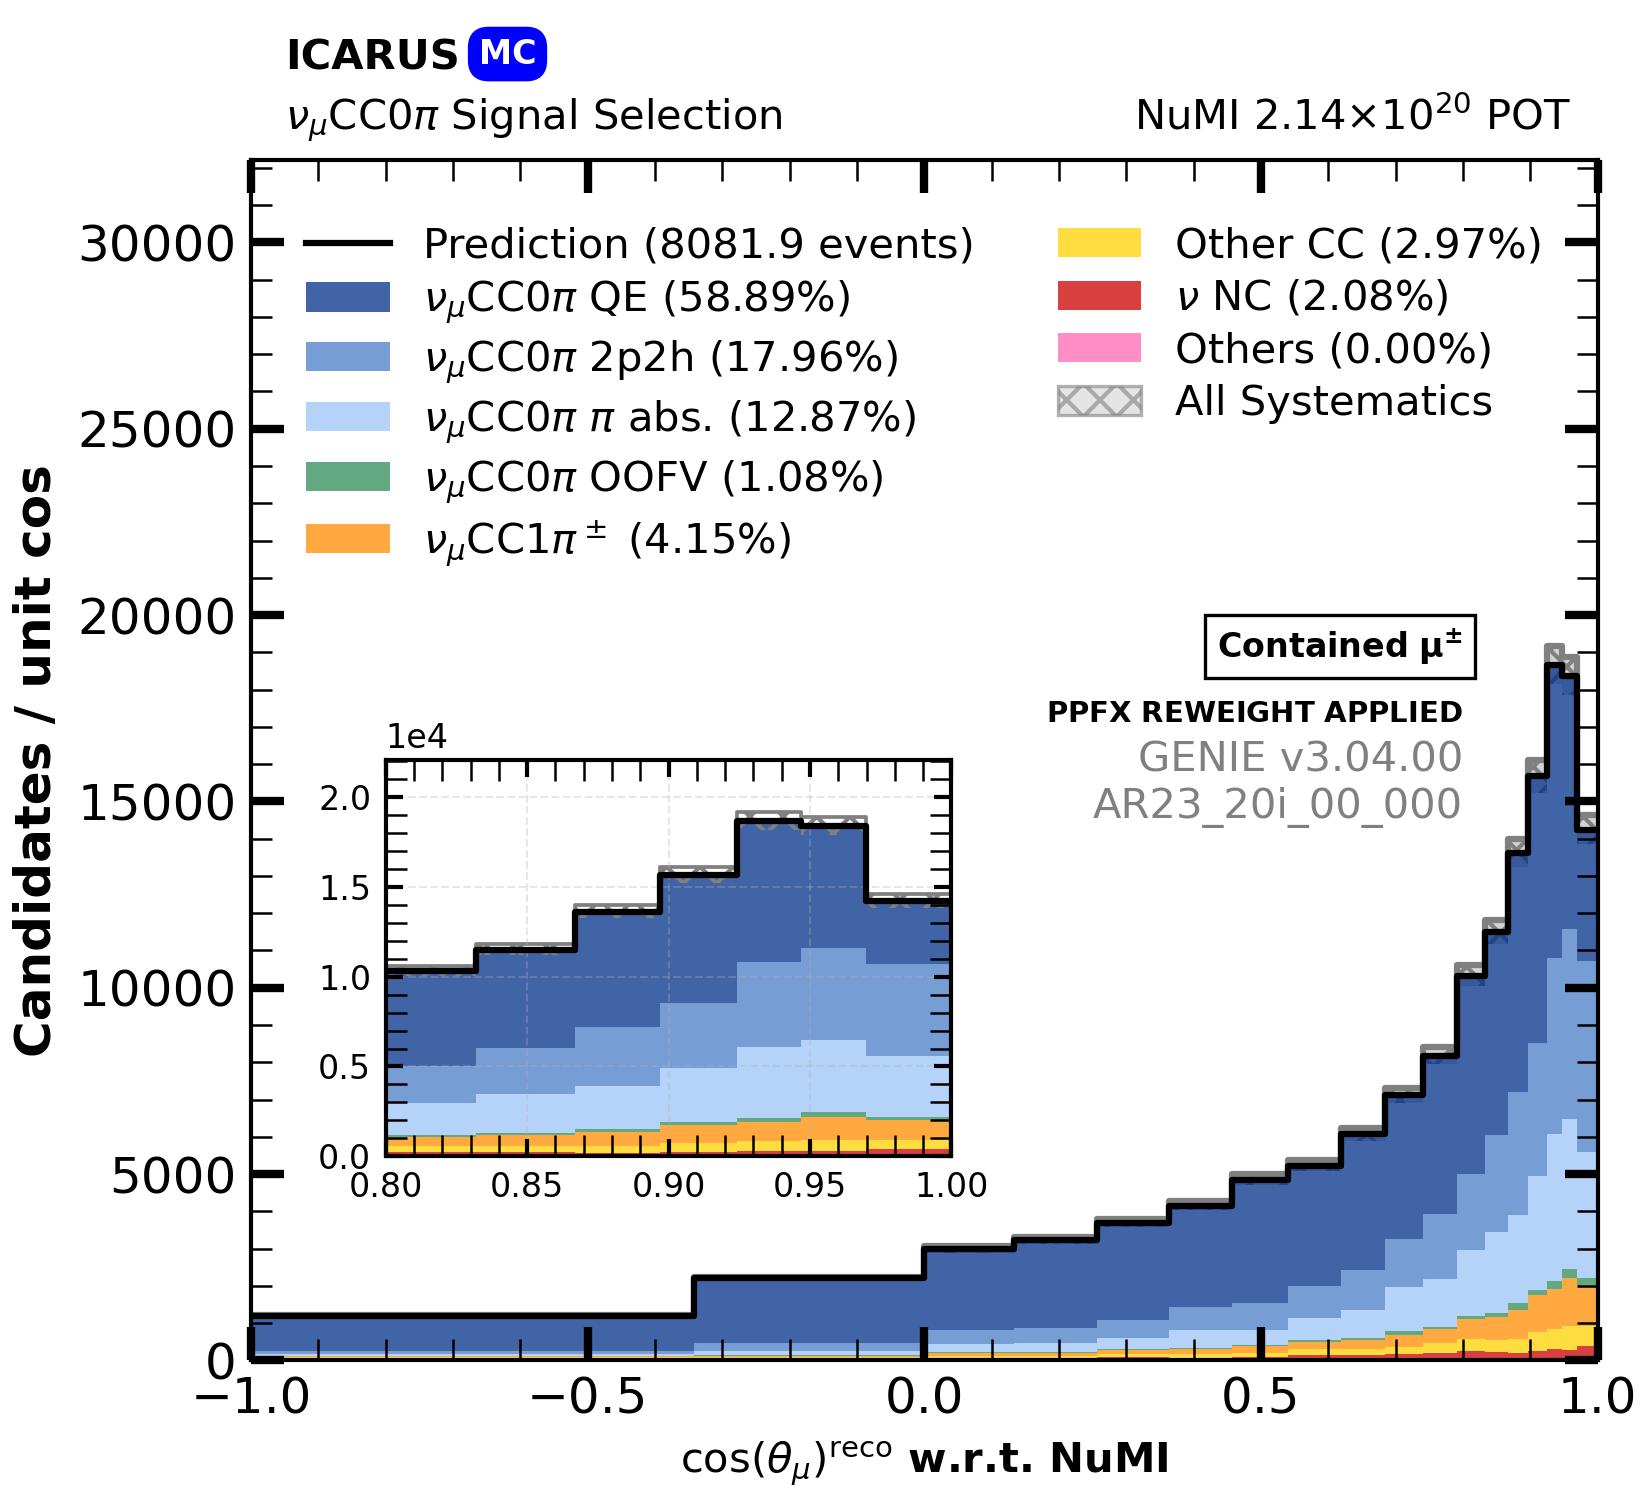 ICARUS MC
νμCC0π Signal Selection
NuMI 2.14×10²⁰ POT
Prediction (8081.9 events)
νμCC0π QE (58.89%)
νμCC0π 2p2h (17.96%)
νμCC0π π abs. (12.87%)
νμCC0π OOFV (1.08%)
νμCC1π± (4.15%)
Other CC (2.97%)
ν NC (2.08%)
Others (0.00%)
All Systematics
Contained μ±
PPFX REWEIGHT APPLIED
GENIE v3.04.00
AR23_20i_00_000
Candidates / unit cos
30000
25000
20000
15000
10000
5000
0
1e4
2.0
1.5
1.0
0.5
0.0
0.80 0.85 0.90 0.95 1.00
−1.0 −0.5 0.0 0.5 1.0
cos(θμ)ʳᵉᶜᵒ w.r.t. NuMI